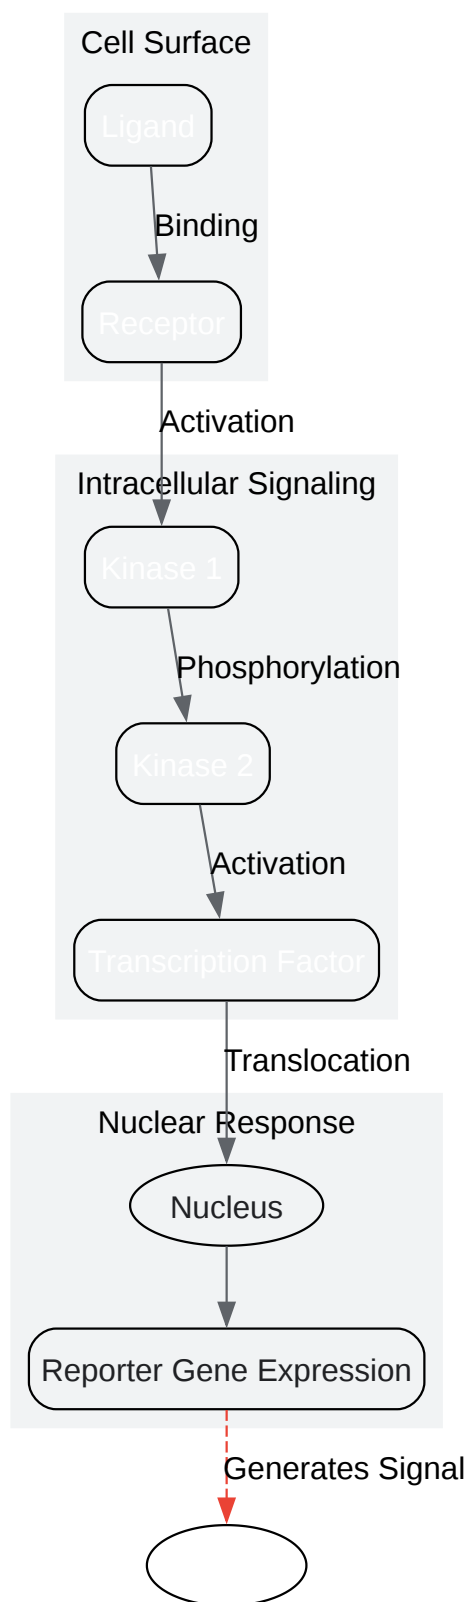 Cell Surface
Ligand
Binding
Receptor
Activation
Intracellular Signaling
Kinase 1
Phosphorylation
Kinase 2
Activation
Transcription Factor
Translocation
Nuclear Response
Nucleus
Reporter Gene Expression
Generates Signal